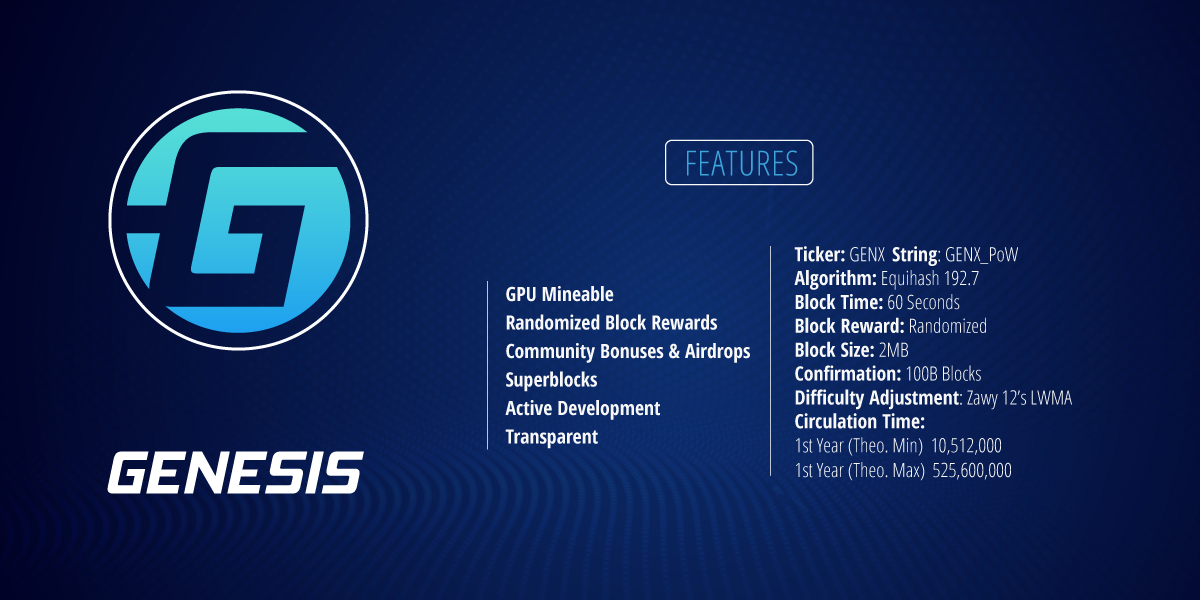 GENESIS
FEATURES
GPU Mineable
Randomized Block Rewards
Community Bonuses & Airdrops
Superblocks
Active Development
Transparent
Ticker: GENX String: GENX_PoW
Algorithm: Equihash 192.7
Block Time: 60 Seconds
Block Reward: Randomized
Block Size: 2MB
Confirmation: 100B Blocks
Difficulty Adjustment: Zawy 12's LWMA
Circulation Time:
1st Year (Theo. Min) 10,512,000
1st Year (Theo. Max) 525,600,000